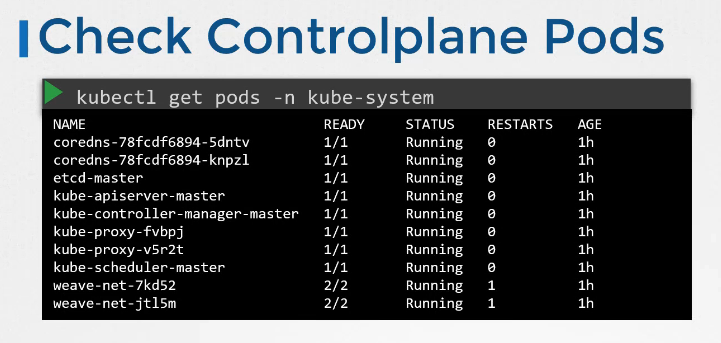 Check Controlplane Pods
kubectl get pods -n kube-system
NAME READY STATUS RESTARTS AGE
coredns-78fcdf6894-5dntv 1/1 Running 0 1h
coredns-78fcdf6894-knpzl 1/1 Running 0 1h
etcd-master 1/1 Running 0 1h
kube-apiserver-master 1/1 Running 0 1h
kube-controller-manager-master 1/1 Running 0 1h
kube-proxy-fvbpj 1/1 Running 0 1h
kube-proxy-v5r2t 1/1 Running 0 1h
kube-scheduler-master 1/1 Running 0 1h
weave-net-7kd52 2/2 Running 1 1h
weave-net-jtl5m 2/2 Running 1 1h